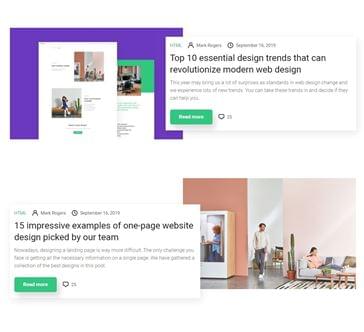 HTML Mark Rogers September 16, 2019
Top 10 essential design trends that can
revolutionize modern web design
This year may bring us a lot of surprises as standards in web design change and
we experience lots of new trends. You can take these trends in and decide if they
can help you.
Read more 25
HTML Mark Rogers September 16, 2019
15 impressive examples of one-page website
design picked by our team
Nowadays, designing a landing page is way more difficult. The only challenge you
face is getting all the necessary information on a single page. We have gathered a
collection of the best designs in this post.
Read more 25